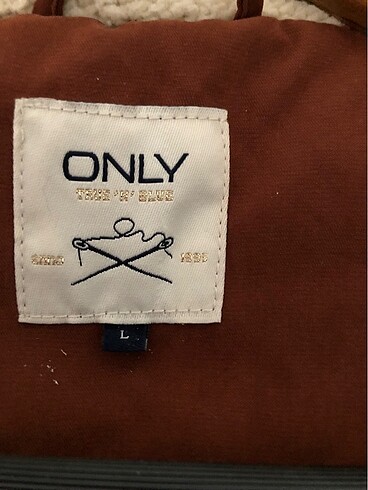 ONLY
TRUE 'N' BLUE
SINCE 1995
L